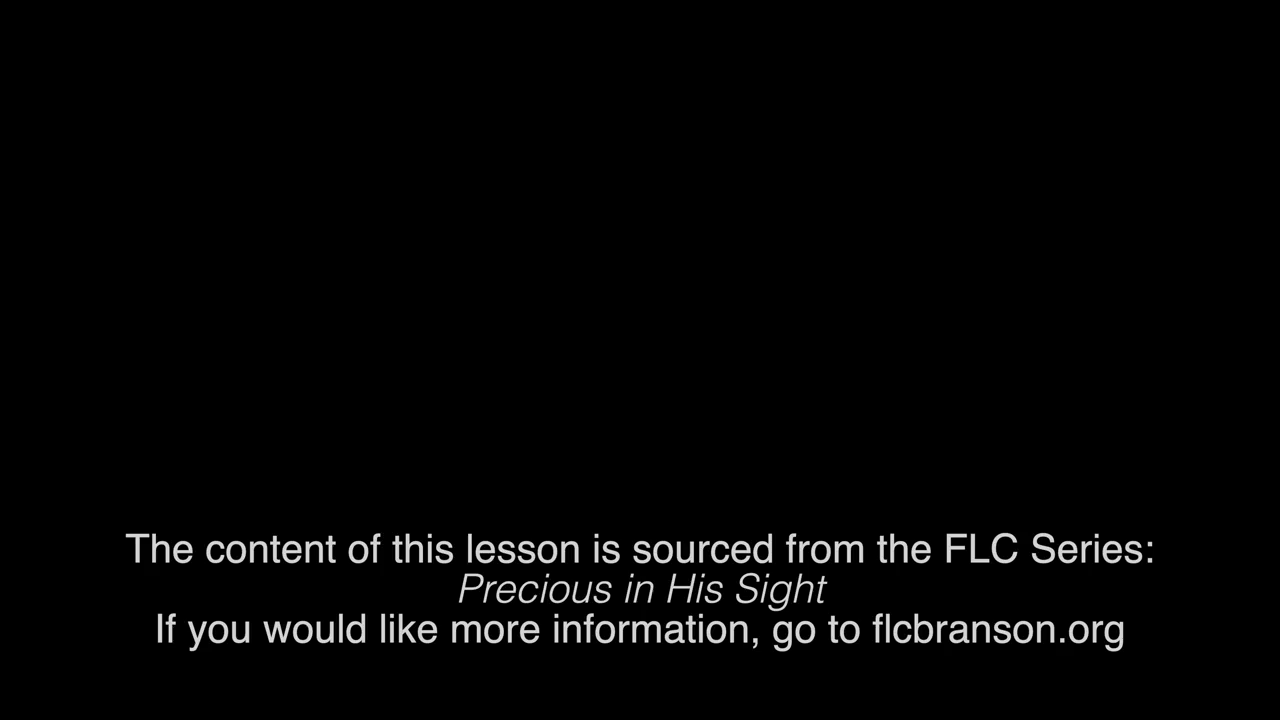 The content of this lesson is sourced from the FLC Series:
Precious in His Sight
If you would like more information, go to flcbranson.org